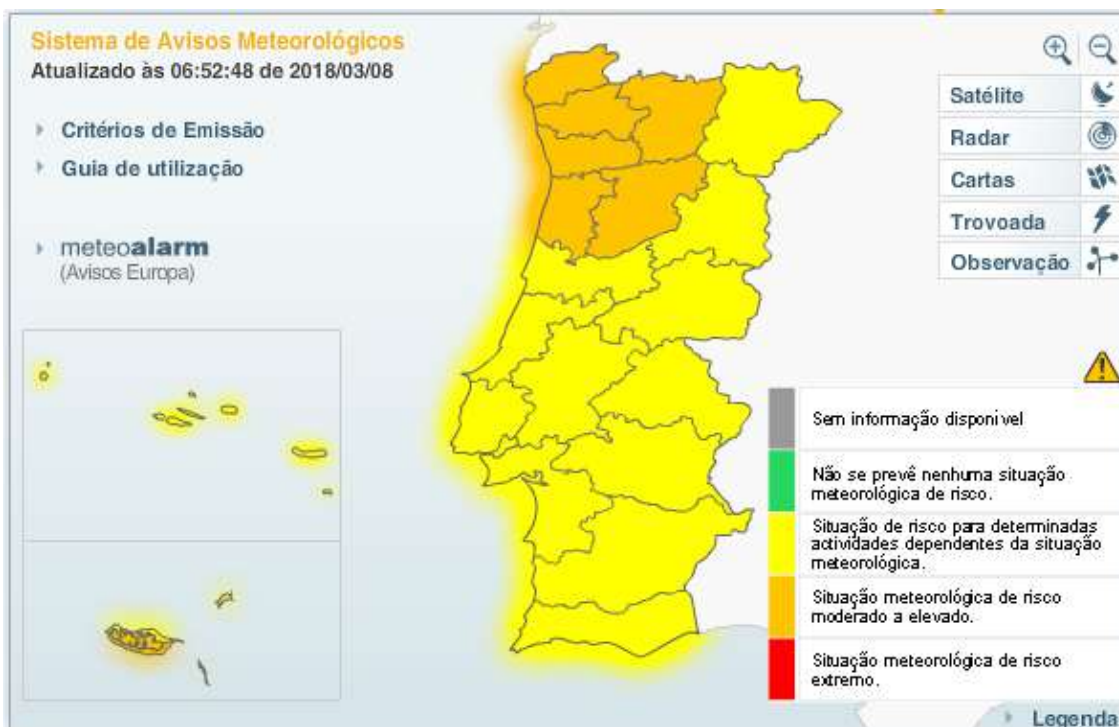 Sistema de Avisos Meteorológicos
Atualizado às 06:52:48 de 2018/03/08
Critérios de Emissão
Guia de utilização
meteoalarm
(Avisos Europa)
Satélite
Radar
Cartas
Trovoada
Observação
Sem informação disponivel
Não se prevê nenhuma situação
meteorológica de risco.
Situação de risco para determinadas
actividades dependentes da situação
meteorológica.
Situação meteorológica de risco
moderado a elevado.
Situação meteorológica de risco
extremo.
Legenda